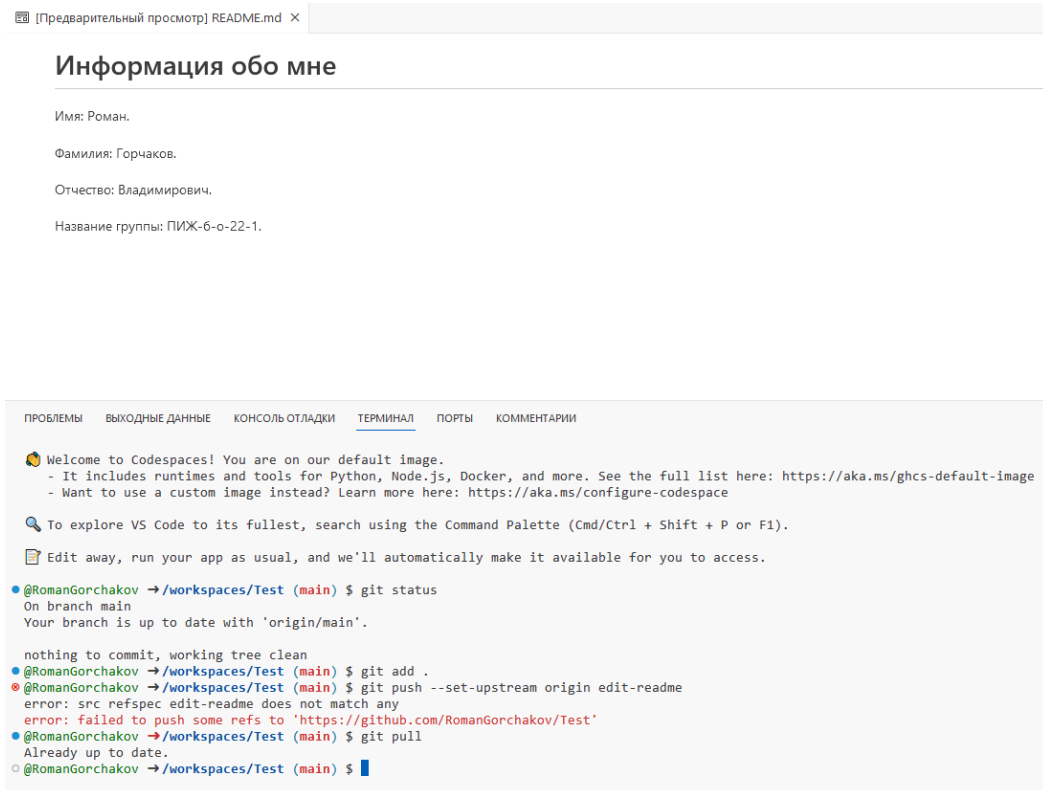 [Предварительный просмотр] README.md ×
Информация обо мне
Имя: Роман.
Фамилия: Горчаков.
Отчество: Владимирович.
Название группы: ПИЖ-б-о-22-1.
ПРОБЛЕМЫ ВЫХОДНЫЕ ДАННЫЕ КОНСОЛЬ ОТЛАДКИ ТЕРМИНАЛ ПОРТЫ КОММЕНТАРИИ
👋 Welcome to Codespaces! You are on our default image.
- It includes runtimes and tools for Python, Node.js, Docker, and more. See the full list here: https://aka.ms/ghcs-default-image
- Want to use a custom image instead? Learn more here: https://aka.ms/configure-codespace
🔍 To explore VS Code to its fullest, search using the Command Palette (Cmd/Ctrl + Shift + P or F1).
📝 Edit away, run your app as usual, and we'll automatically make it available for you to access.
@RomanGorchakov ➜ /workspaces/Test (main) $ git status
On branch main
Your branch is up to date with 'origin/main'.
nothing to commit, working tree clean
@RomanGorchakov ➜ /workspaces/Test (main) $ git add .
@RomanGorchakov ➜ /workspaces/Test (main) $ git push --set-upstream origin edit-readme
error: src refspec edit-readme does not match any
error: failed to push some refs to 'https://github.com/RomanGorchakov/Test'
@RomanGorchakov ➜ /workspaces/Test (main) $ git pull
Already up to date.
@RomanGorchakov ➜ /workspaces/Test (main) $